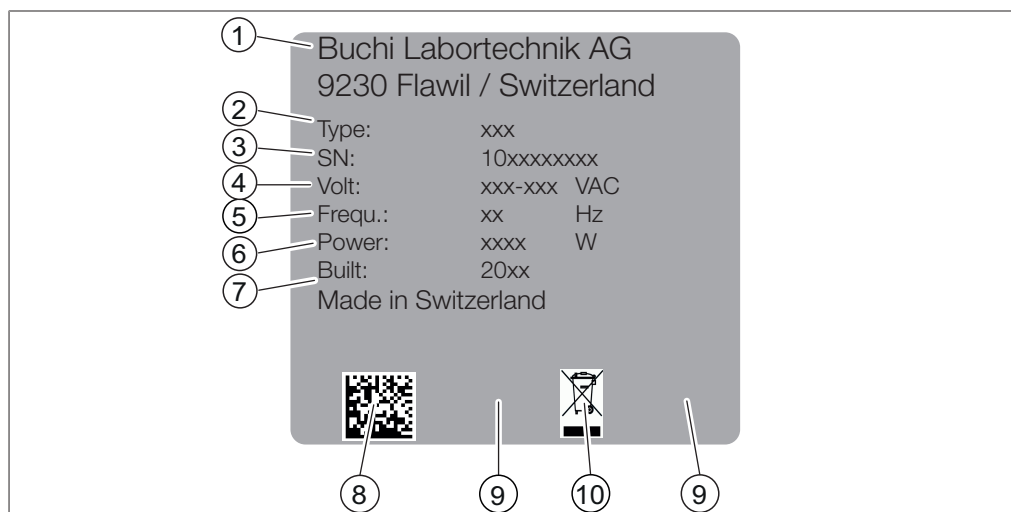 1 Buchi Labortechnik AG
9230 Flawil / Switzerland
2 Type: xxx
3 SN: 10xxxxxxxx
4 Volt: xxx-xxx VAC
5 Frequ.: xx Hz
6 Power: xxxx W
7 Built: 20xx
Made in Switzerland
8 9 10 9